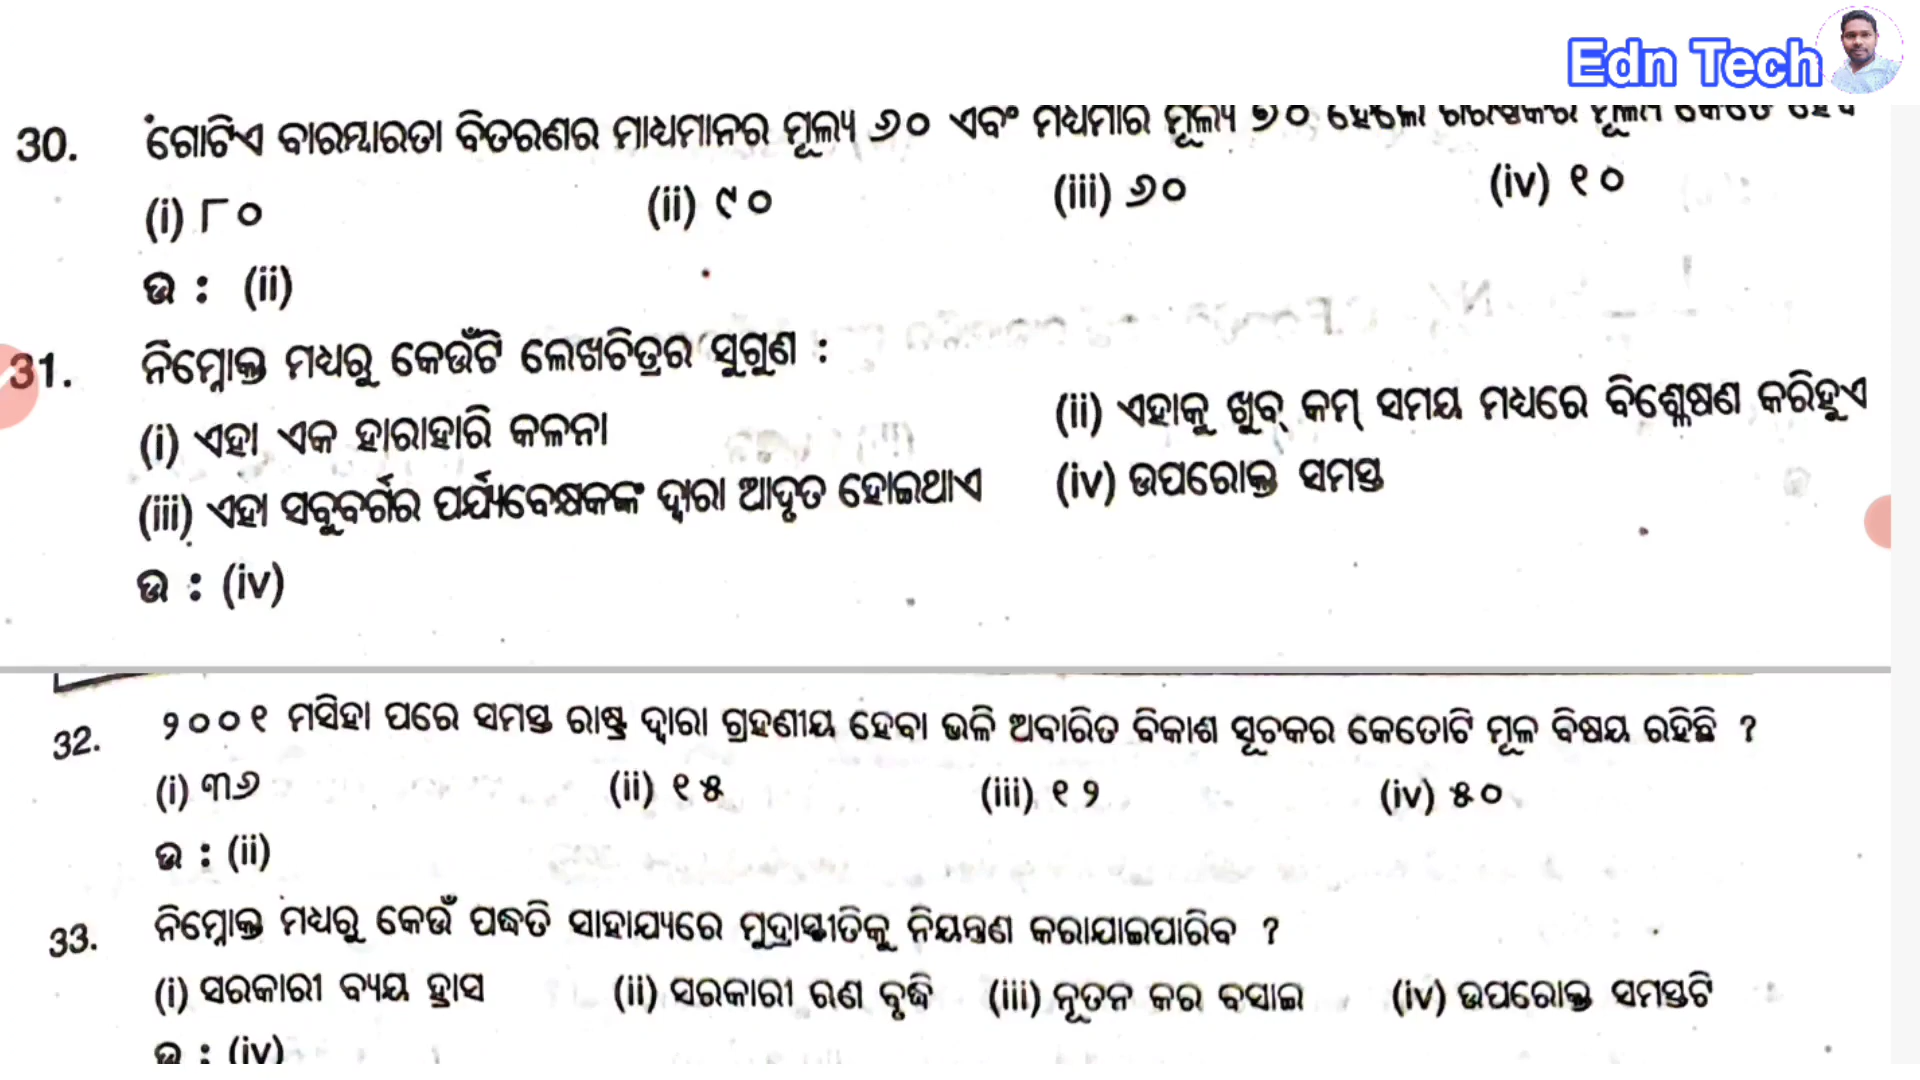 Edn Tech
30. ଗୋଟିଏ ବାରମ୍ବାରତା ବିତରଣର ମାଧ୍ୟମାନର ମୂଲ୍ୟ ୬୦ ଏବଂ ମଧ୍ୟମାର ମୂଲ୍ୟ ୭୦ ହେଲେ
(i) ୮୦ (ii) ୯୦ (iii) ୬୦ (iv) ୧୦
ଉ : (ii)
31. ନିମ୍ନୋକ୍ତ ମଧ୍ୟରୁ କେଉଁଟି ଲେଖଚିତ୍ରର ସୁଗୁଣ :
(i) ଏହା ଏକ ହାରାହାରି କଳନା (ii) ଏହାକୁ ଖୁବ୍ କମ୍ ସମୟ ମଧ୍ୟରେ ବିଶ୍ଳେଷଣ କରିହୁଏ
(iii) ଏହା ସବୁବର୍ଗର ପର୍ଯ୍ୟବେକ୍ଷକଙ୍କ ଦ୍ୱାରା ଆଦୃତ ହୋଇଥାଏ (iv) ଉପରୋକ୍ତ ସମସ୍ତ
ଉ : (iv)
32. ୨୦୦୧ ମସିହା ପରେ ସମସ୍ତ ରାଷ୍ଟ୍ର ଦ୍ୱାରା ଗ୍ରହଣୀୟ ହେବା ଭଳି ଅବାରିତ ବିକାଶ ସୂଚକର କେତୋଟି ମୂଳ ବିଷୟ ରହିଛି ?
(i) ୩୬ (ii) ୧୫ (iii) ୧୨ (iv) ୫୦
ଉ : (ii)
33. ନିମ୍ନୋକ୍ତ ମଧ୍ୟରୁ କେଉଁ ପଦ୍ଧତି ସାହାଯ୍ୟରେ ମୁଦ୍ରାସ୍ଫୀତିକୁ ନିୟନ୍ତ୍ରଣ କରାଯାଇପାରିବ ?
(i) ସରକାରୀ ବ୍ୟୟ ହ୍ରାସ (ii) ସରକାରୀ ଋଣ ବୃଦ୍ଧି (iii) ନୂତନ କର ବସାଇ (iv) ଉପରୋକ୍ତ ସମସ୍ତଟି
ଉ : (iv)